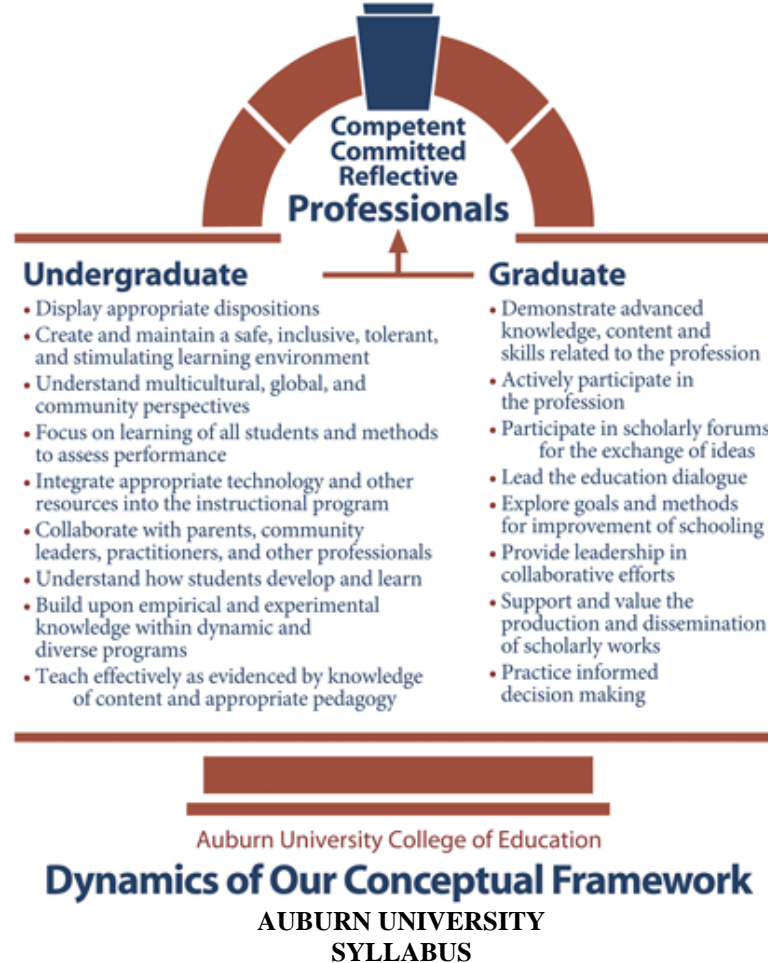 Competent
Committed
Reflective
Professionals
Undergraduate
• Display appropriate dispositions
• Create and maintain a safe, inclusive, tolerant,
and stimulating learning environment
• Understand multicultural, global, and
community perspectives
• Focus on learning of all students and methods
to assess performance
• Integrate appropriate technology and other
resources into the instructional program
• Collaborate with parents, community
leaders, practitioners, and other professionals
• Understand how students develop and learn
• Build upon empirical and experimental
knowledge within dynamic and
diverse programs
• Teach effectively as evidenced by knowledge
of content and appropriate pedagogy
Graduate
• Demonstrate advanced
knowledge, content and
skills related to the profession
• Actively participate in
the profession
• Participate in scholarly forums
for the exchange of ideas
• Lead the education dialogue
• Explore goals and methods
for improvement of schooling
• Provide leadership in
collaborative efforts
• Support and value the
production and dissemination
of scholarly works
• Practice informed
decision making
Auburn University College of Education
Dynamics of Our Conceptual Framework
AUBURN UNIVERSITY
SYLLABUS